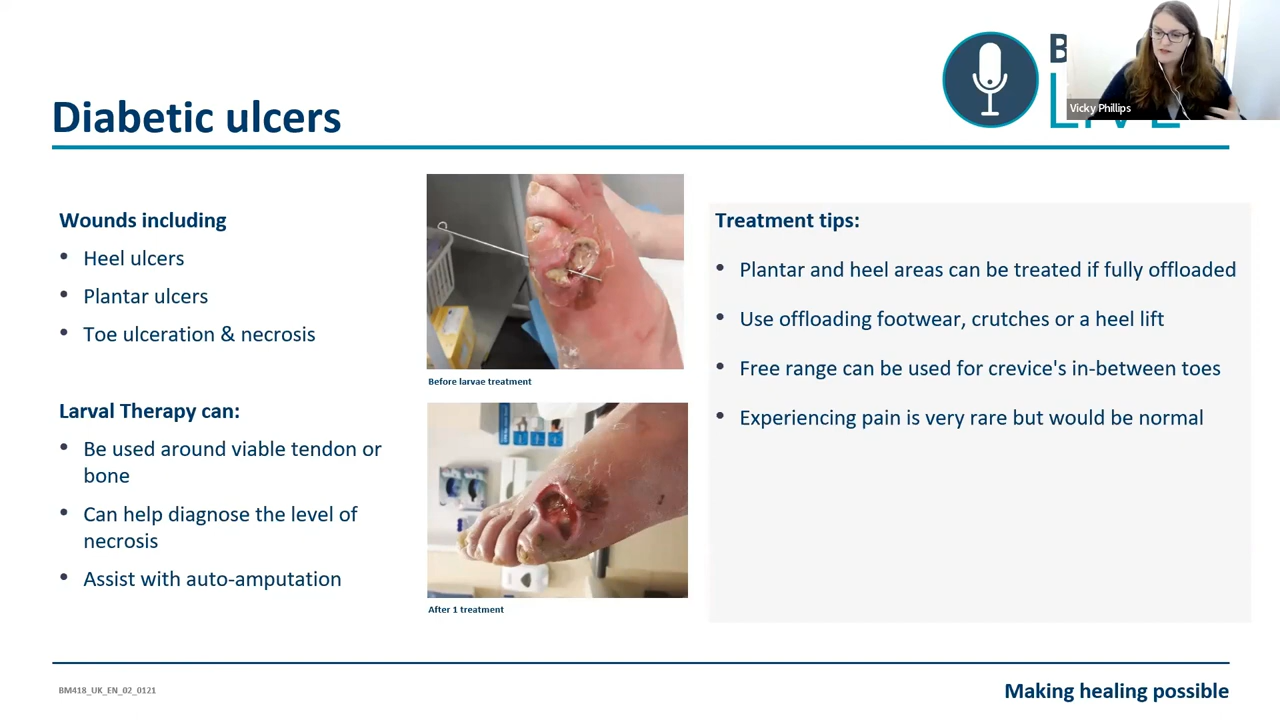 Vicky Phillips
Diabetic ulcers
Wounds including
• Heel ulcers
• Plantar ulcers
• Toe ulceration & necrosis
Larval Therapy can:
• Be used around viable tendon or
bone
• Can help diagnose the level of
necrosis
• Assist with auto-amputation
Before larvae treatment
After 1 treatment
Treatment tips:
• Plantar and heel areas can be treated if fully offloaded
• Use offloading footwear, crutches or a heel lift
• Free range can be used for crevice's in-between toes
• Experiencing pain is very rare but would be normal
BM418_UK_EN_02_0121
Making healing possible